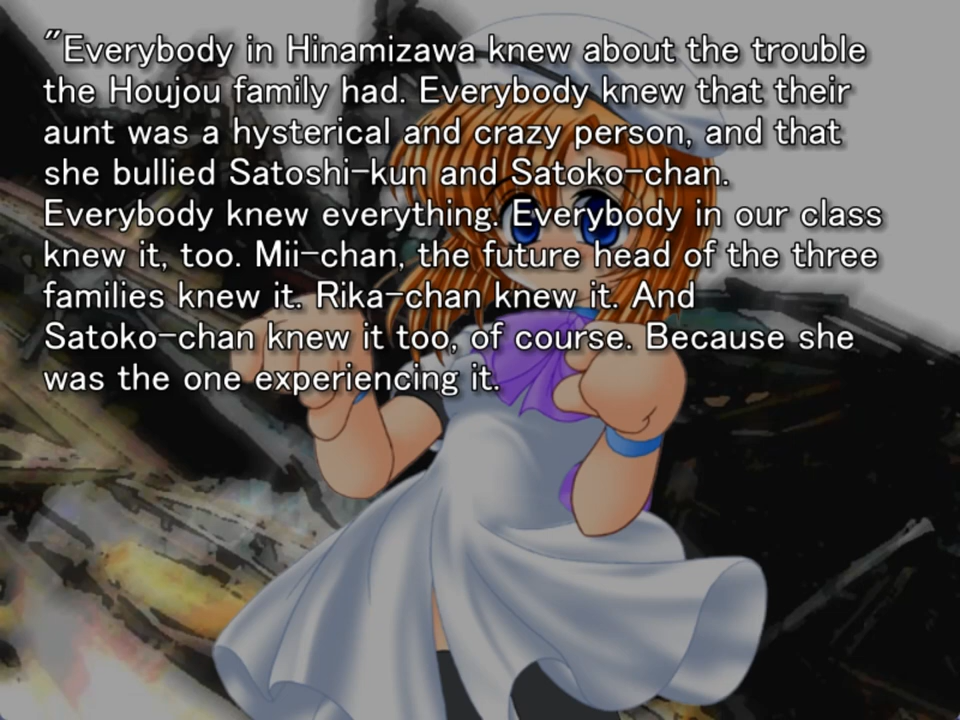 "Everybody in Hinamizawa knew about the trouble
the Houjou family had. Everybody knew that their
aunt was a hysterical and crazy person, and that
she bullied Satoshi-kun and Satoko-chan.
Everybody knew everything. Everybody in our class
knew it, too. Mii-chan, the future head of the three
families knew it. Rika-chan knew it. And
Satoko-chan knew it too, of course. Because she
was the one experiencing it.